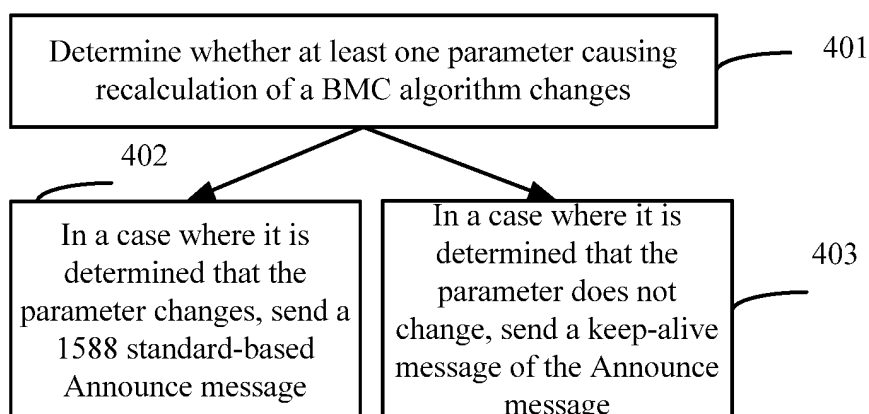 Determine whether at least one parameter causing
recalculation of a BMC algorithm changes
401
402
In a case where it is
determined that the
parameter changes, send a
1588 standard-based
Announce message
In a case where it is
determined that the
parameter does not
change, send a keep-alive
message of the Announce
message
403